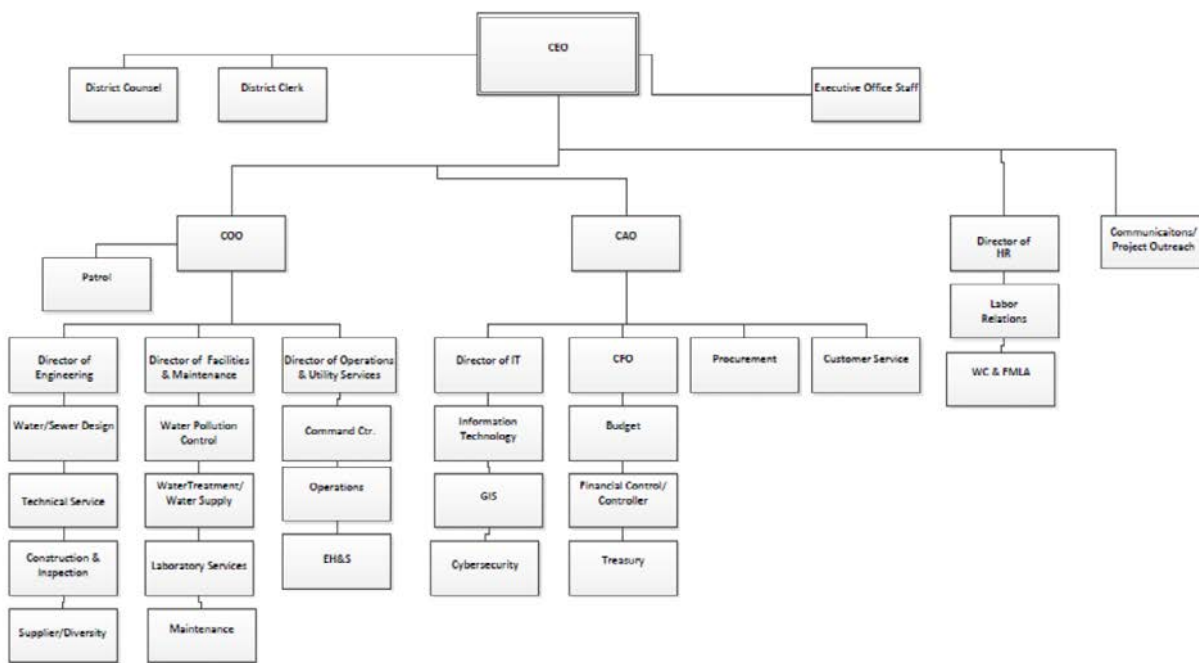 CEO
District Counsel
District Clerk
Executive Office Staff
COO
CAO
Director of
HR
Communicaitons/
Project Outreach
Patrol
Labor
Relations
WC & FMLA
Director of
Engineering
Director of Facilities
& Maintenance
Director of Operations
& Utility Services
Director of IT
CFO
Procurement
Customer Service
Water/Sewer Design
Water Pollution
Control
Command Ctr.
Information
Technology
Budget
Technical Service
WaterTreatment/
Water Supply
Operations
GIS
Financial Control/
Controller
Construction &
Inspection
Laboratory Services
EH&S
Cybersecurity
Treasury
Supplier/Diversity
Maintenance